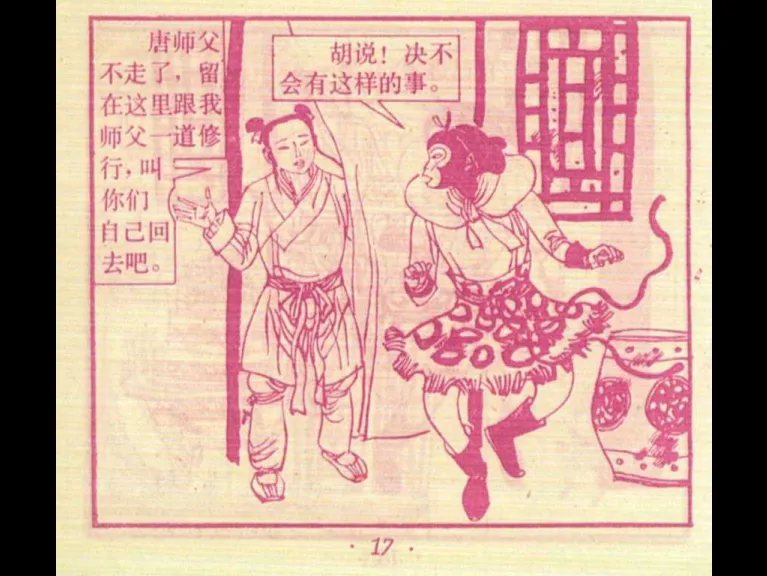 唐师父
不走了，留
在这里跟我
师父一道修
行，叫
你们
自己回
去吧。
胡说！决不
会有这样的事。
· 17 ·